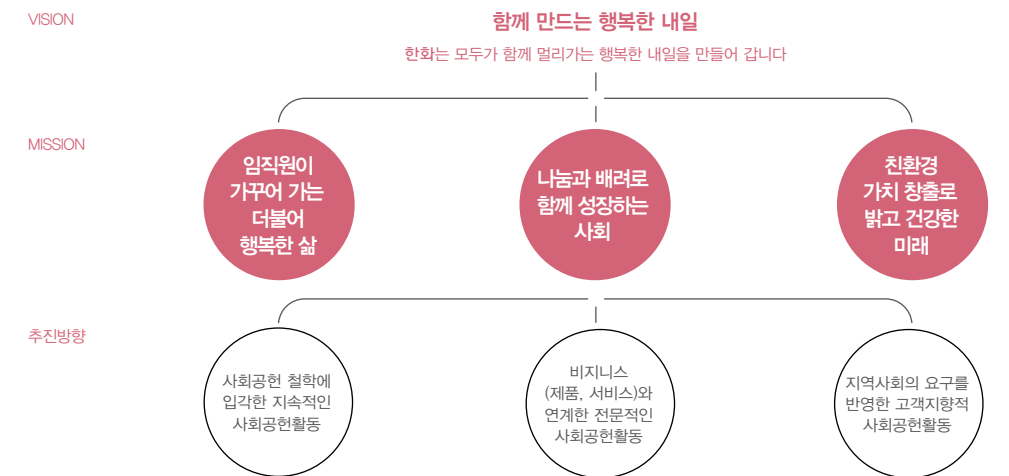 VISION
함께 만드는 행복한 내일
한화는 모두가 함께 멀리가는 행복한 내일을 만들어 갑니다
MISSION
임직원이
가꾸어 가는
더불어
행복한 삶
나눔과 배려로
함께 성장하는
사회
친환경
가치 창출로
밝고 건강한
미래
추진방향
사회공헌 철학에
입각한 지속적인
사회공헌활동
비지니스
(제품, 서비스)와
연계한 전문적인
사회공헌활동
지역사회의 요구를
반영한 고객지향적
사회공헌활동